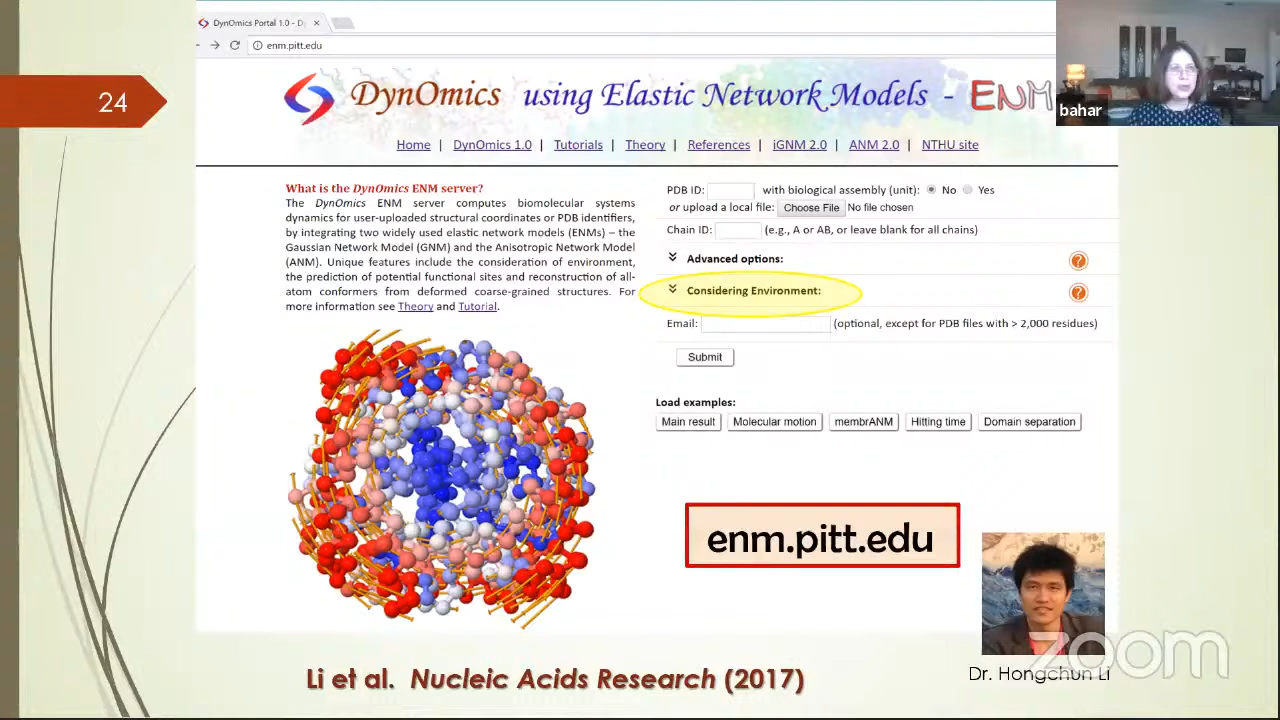 DynOmics Portal 1.0 - D
enm.pitt.edu
24
DynOmics using Elastic Network Models - ENM
bahar
Home | DynOmics 1.0 | Tutorials | Theory | References | iGNM 2.0 | ANM 2.0 | NTHU site
What is the DynOmics ENM server?
The DynOmics ENM server computes biomolecular systems
dynamics for user-uploaded structural coordinates or PDB identifiers,
by integrating two widely used elastic network models (ENMs) – the
Gaussian Network Model (GNM) and the Anisotropic Network Model
(ANM). Unique features include the consideration of environment,
the prediction of potential functional sites and reconstruction of all-
atom conformers from deformed coarse-grained structures. For
more information see Theory and Tutorial.
PDB ID: with biological assembly (unit): No Yes
or upload a local file: Choose File No file chosen
Chain ID: (e.g., A or AB, or leave blank for all chains)
Advanced options: ?
Considering Environment: ?
Email: (optional, except for PDB files with > 2,000 residues)
Submit
Load examples:
Main result Molecular motion membrANM Hitting time Domain separation
enm.pitt.edu
zoom
Dr. Hongchun Li
Li et al. Nucleic Acids Research (2017)